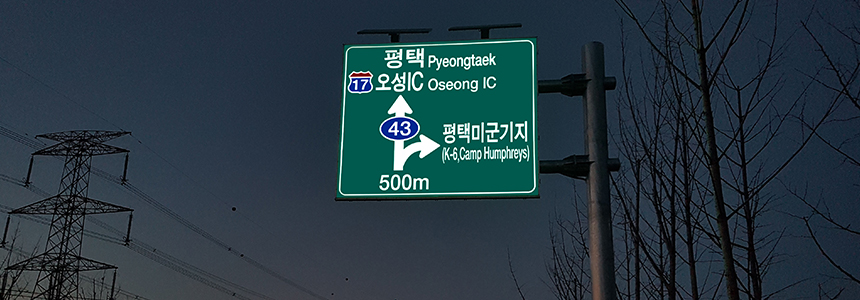 평택 Pyeongtaek
17 오성IC Oseong IC
43
평택미군기지
(K-6,Camp Humphreys)
500m